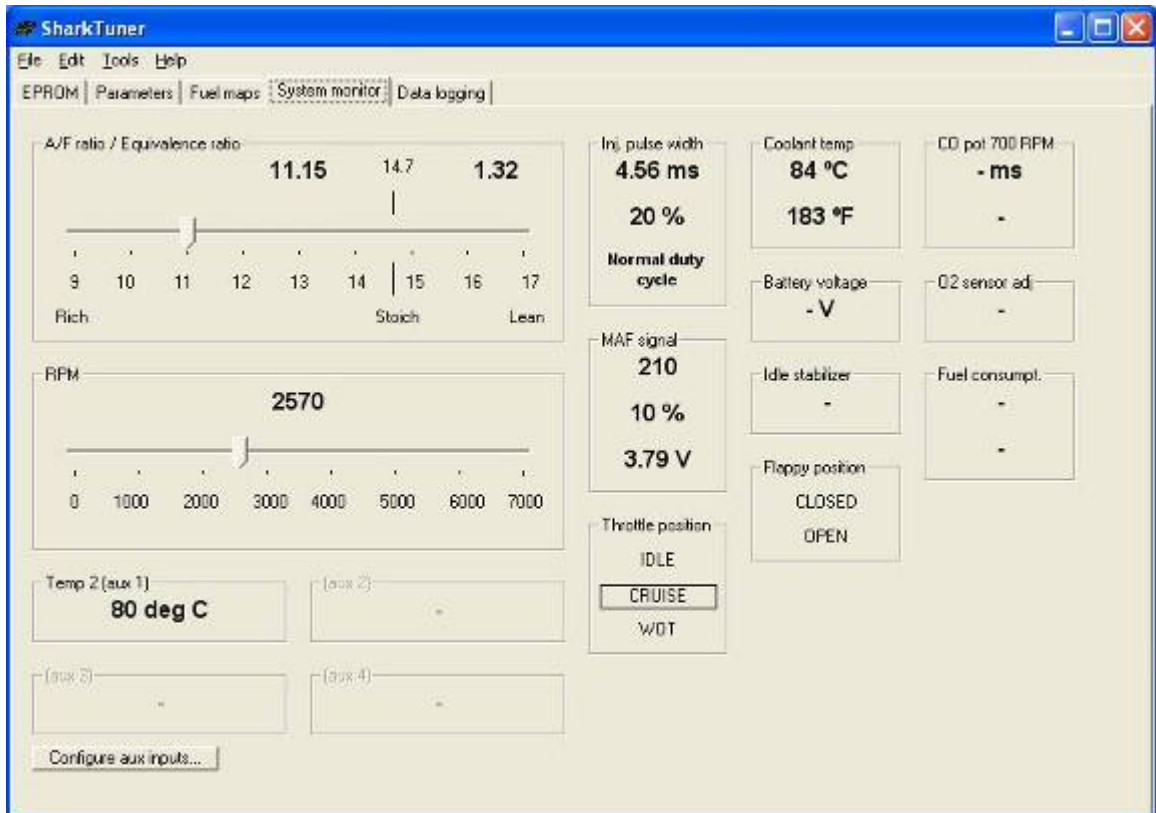 SharkTuner
File Edit Tools Help
EPROM Parameters Fuel maps System monitor Data logging
A/F ratio / Equivalence ratio
11.15 14.7 1.32
9 10 11 12 13 14 15 16 17
Rich Stoich Lean
RPM
2570
0 1000 2000 3000 4000 5000 6000 7000
Temp 2 (aux 1)
80 deg C
(aux 2)
-
(aux 3)
-
(aux 4)
-
Configure aux inputs...
Inj. pulse width
4.56 ms
20 %
Normal duty
cycle
MAF signal
210
10 %
3.79 V
Throttle position
IDLE
CRUISE
WOT
Coolant temp
84 ºC
183 ºF
Battery voltage
- V
Idle stabilizer
-
Flappy position
CLOSED
OPEN
CO pot 700 RPM
- ms
-
O2 sensor adj
-
Fuel consumpt.
-
-